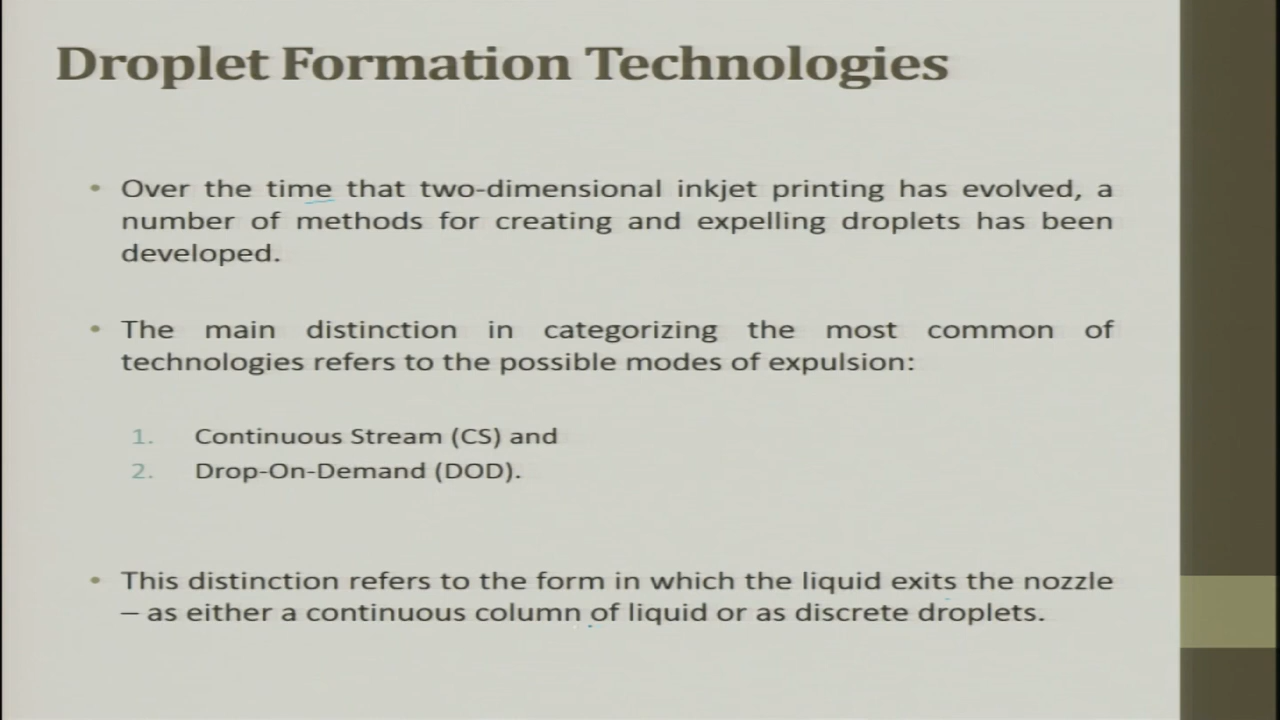 Droplet Formation Technologies
• Over the time that two-dimensional inkjet printing has evolved, a
number of methods for creating and expelling droplets has been
developed.
• The main distinction in categorizing the most common of
technologies refers to the possible modes of expulsion:
1. Continuous Stream (CS) and
2. Drop-On-Demand (DOD).
• This distinction refers to the form in which the liquid exits the nozzle
– as either a continuous column of liquid or as discrete droplets.